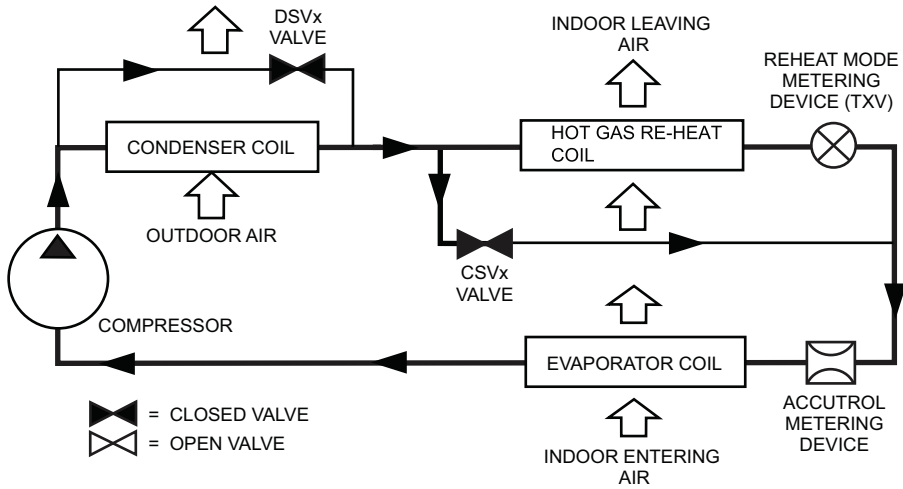 DSVx
VALVE
INDOOR LEAVING
AIR
REHEAT MODE
METERING
DEVICE (TXV)
CONDENSER COIL
HOT GAS RE-HEAT
COIL
OUTDOOR AIR
CSVx
VALVE
COMPRESSOR
EVAPORATOR COIL
ACCUTROL
METERING
DEVICE
= CLOSED VALVE
= OPEN VALVE
INDOOR ENTERING
AIR